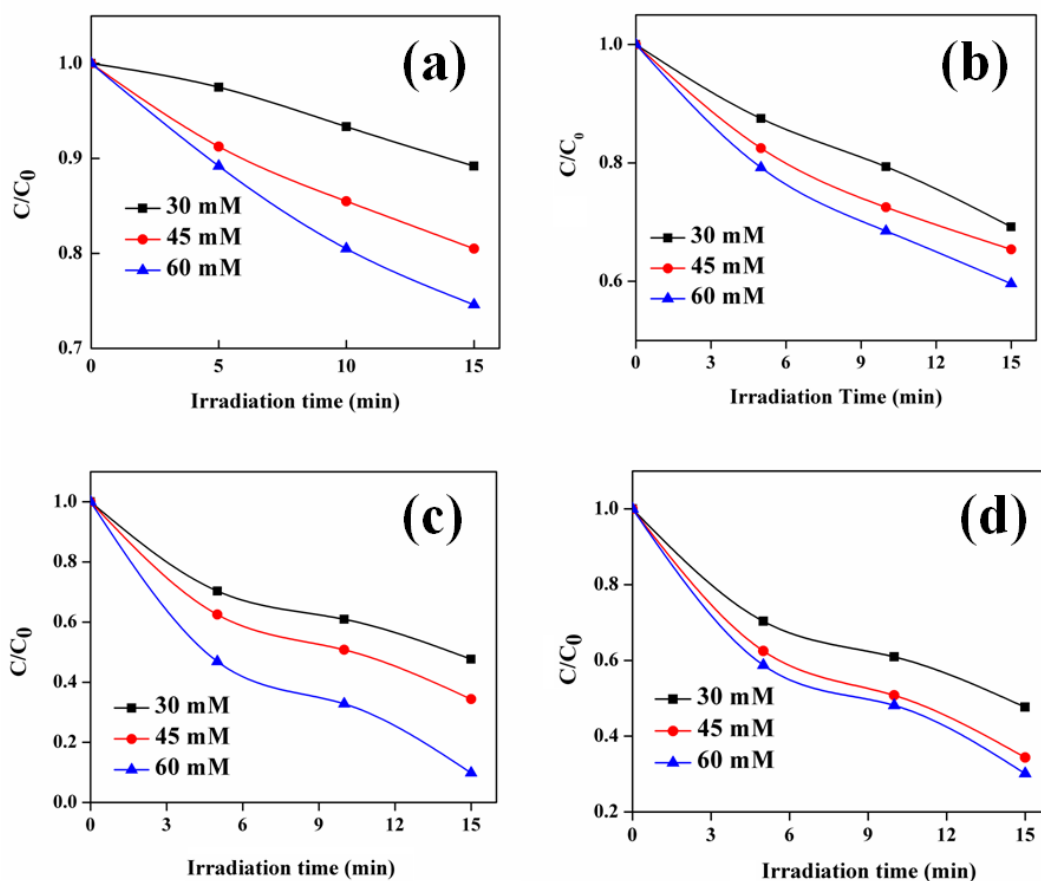 (a)
C/C0
1.0
0.9
0.8
0.7
30 mM
45 mM
60 mM
0 5 10 15
Irradiation time (min)
(b)
C/C0
1.0
0.8
0.6
30 mM
45 mM
60 mM
0 3 6 9 12 15
Irradiation Time (min)
(c)
C/C0
1.0
0.8
0.6
0.4
0.2
0.0
30 mM
45 mM
60 mM
0 3 6 9 12 15
Irradiation time (min)
(d)
C/C0
1.0
0.8
0.6
0.4
0.2
30 mM
45 mM
60 mM
0 3 6 9 12 15
Irradiation time (min)